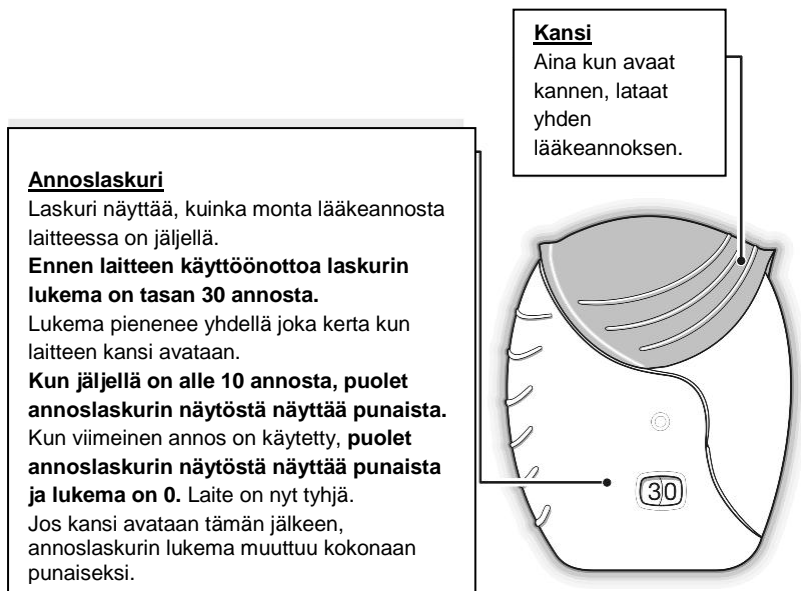 Kansi
Aina kun avaat
kannen, lataat
yhden
lääkeannoksen.
Annoslaskuri
Laskuri näyttää, kuinka monta lääkeannosta
laitteessa on jäljellä.
Ennen laitteen käyttöönottoa laskurin
lukema on tasan 30 annosta.
Lukema pienenee yhdellä joka kerta kun
laitteen kansi avataan.
Kun jäljellä on alle 10 annosta, puolet
annoslaskurin näytöstä näyttää punaista.
Kun viimeinen annos on käytetty, puolet
annoslaskurin näytöstä näyttää punaista
ja lukema on 0. Laite on nyt tyhjä.
Jos kansi avataan tämän jälkeen,
annoslaskurin lukema muuttuu kokonaan
punaiseksi.
30